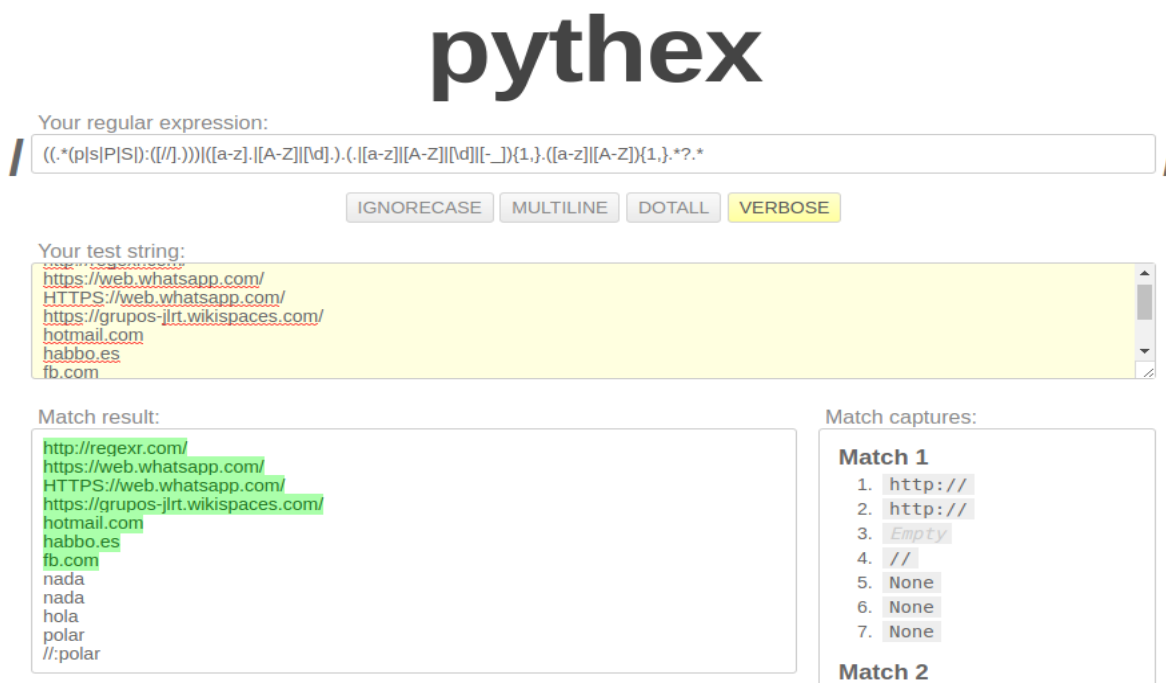 pythex
Your regular expression:
/ ((.*(p|s|P|S|):([//].)))|([a-z].|[A-Z]|[\d].).(.|[a-z]|[A-Z]|[\d]|[-_]){1,}.([a-z]|[A-Z]){1,}.*?.*
IGNORECASE MULTILINE DOTALL VERBOSE
Your test string:
http://regexr.com/
https://web.whatsapp.com/
HTTPS://web.whatsapp.com/
https://grupos-jlrt.wikispaces.com/
hotmail.com
habbo.es
fb.com
Match result:
http://regexr.com/
https://web.whatsapp.com/
HTTPS://web.whatsapp.com/
https://grupos-jlrt.wikispaces.com/
hotmail.com
habbo.es
fb.com
nada
nada
hola
polar
//:polar
Match captures:
Match 1
1. http://
2. http://
3. Empty
4. //
5. None
6. None
7. None
Match 2